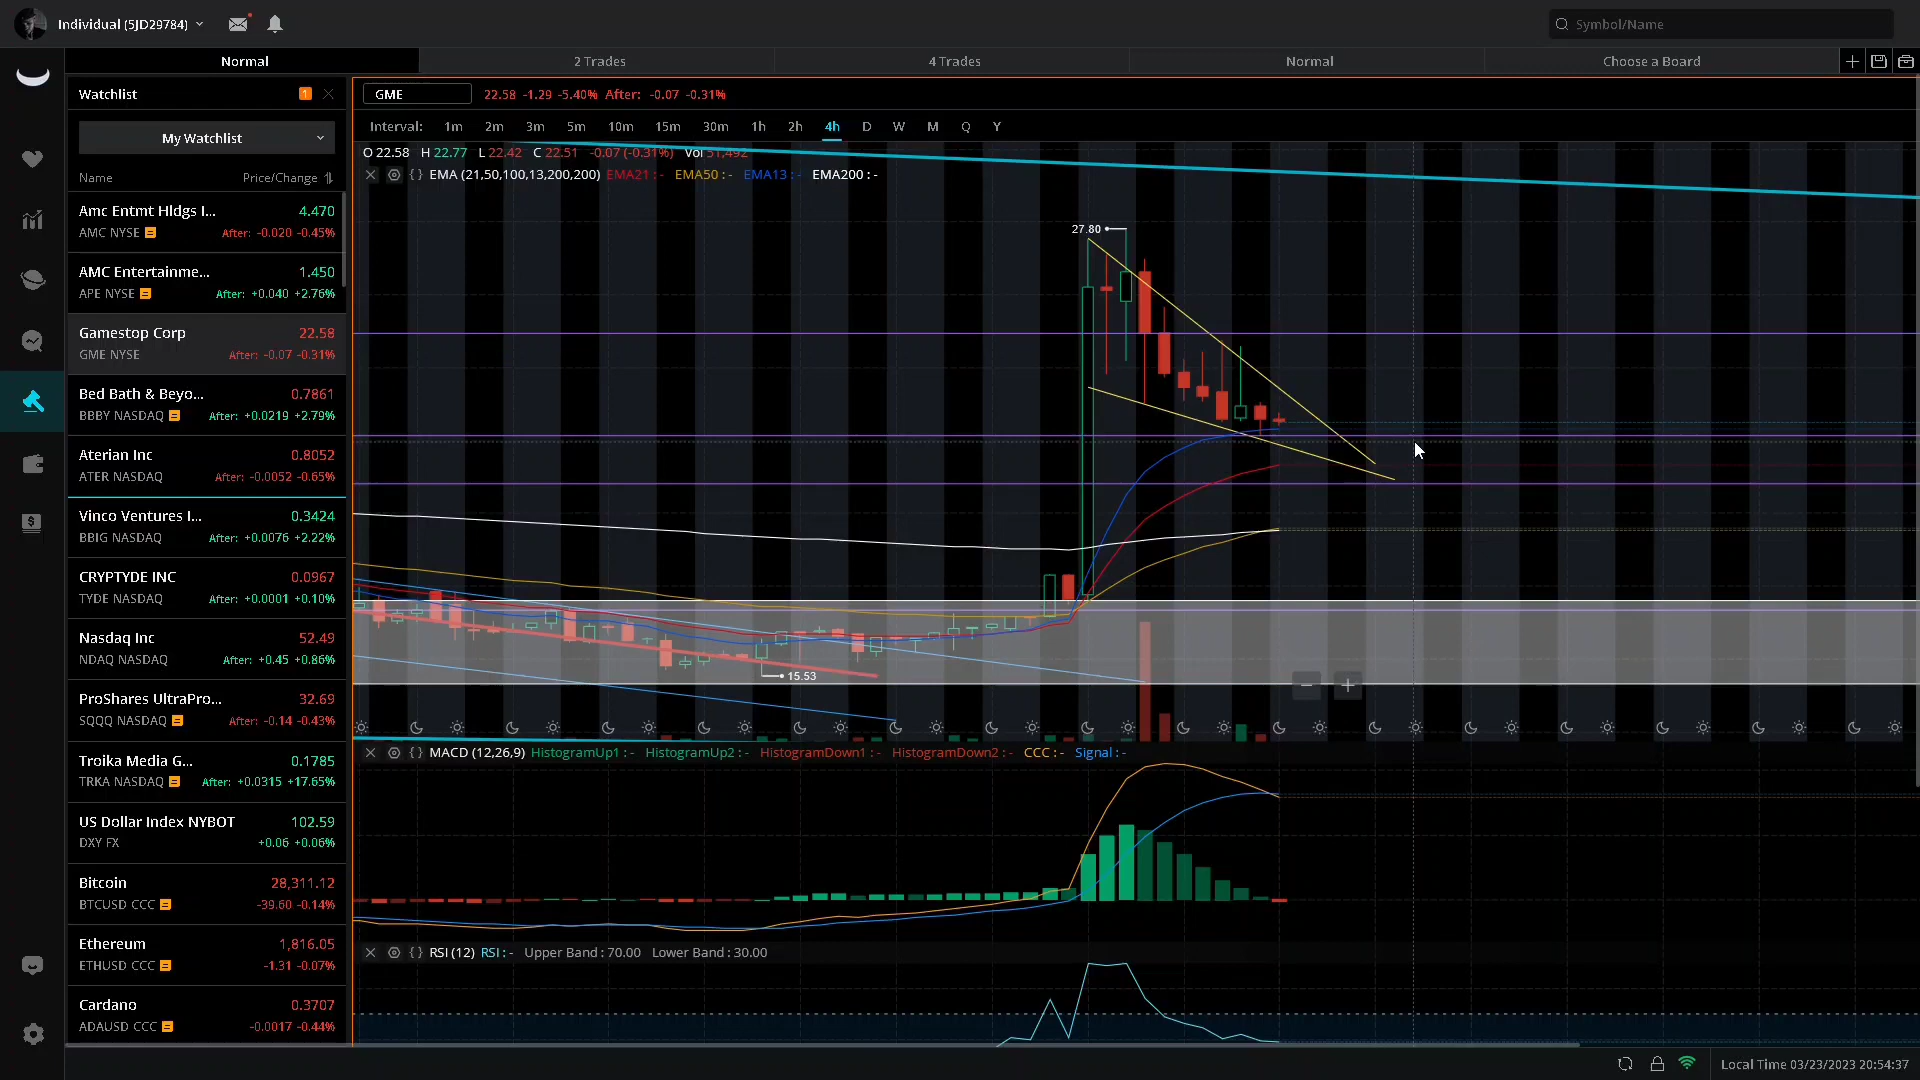 Individual (5JD29784)
Symbol/Name
Normal
2 Trades
4 Trades
Normal
Choose a Board
Watchlist
1
My Watchlist
Name Price/Change
Amc Entmt Hldgs I... 4.470
AMC NYSE After: -0.020 -0.45%
AMC Entertainme... 1.450
APE NYSE After: +0.040 +2.76%
Gamestop Corp 22.58
GME NYSE After: -0.07 -0.31%
Bed Bath & Beyo... 0.7861
BBBY NASDAQ After: +0.0219 +2.79%
Aterian Inc 0.8052
ATER NASDAQ After: -0.0052 -0.65%
Vinco Ventures I... 0.3424
BBIG NASDAQ After: +0.0076 +2.22%
CRYPTYDE INC 0.0967
TYDE NASDAQ After: +0.0001 +0.10%
Nasdaq Inc 52.49
NDAQ NASDAQ After: +0.45 +0.86%
ProShares UltraPro... 32.69
SQQQ NASDAQ After: -0.14 -0.43%
Troika Media G... 0.1785
TRKA NASDAQ After: +0.0315 +17.65%
US Dollar Index NYBOT 102.59
DXY FX +0.06 +0.06%
Bitcoin 28,311.12
BTCUSD CCC -39.60 -0.14%
Ethereum 1,816.05
ETHUSD CCC -1.31 -0.07%
Cardano 0.3707
ADAUSD CCC -0.0017 -0.44%
GME 22.58 -1.29 -5.40% After: -0.07 -0.31%
Interval: 1m 2m 3m 5m 10m 15m 30m 1h 2h 4h D W M Q Y
O 22.58 H 22.77 L 22.42 C 22.51 -0.07 (-0.31%) Vol 51,492
EMA (21,50,100,13,200,200) EMA21 : - EMA50 : - EMA13 : - EMA200 : -
27.80
15.53
MACD (12,26,9) HistogramUp1 : - HistogramUp2 : - HistogramDown1 : - HistogramDown2 : - CCC : - Signal : -
RSI (12) RSI : - Upper Band : 70.00 Lower Band : 30.00
Local Time 03/23/2023 20:54:37